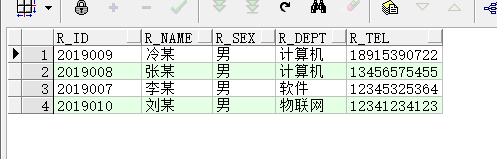 R_ID R_NAME R_SEX R_DEPT R_TEL
1 2019009 冷某 男 计算机 18915390722
2 2019008 张某 男 计算机 13456575455
3 2019007 李某 男 软件 12345325364
4 2019010 刘某 男 物联网 12341234123